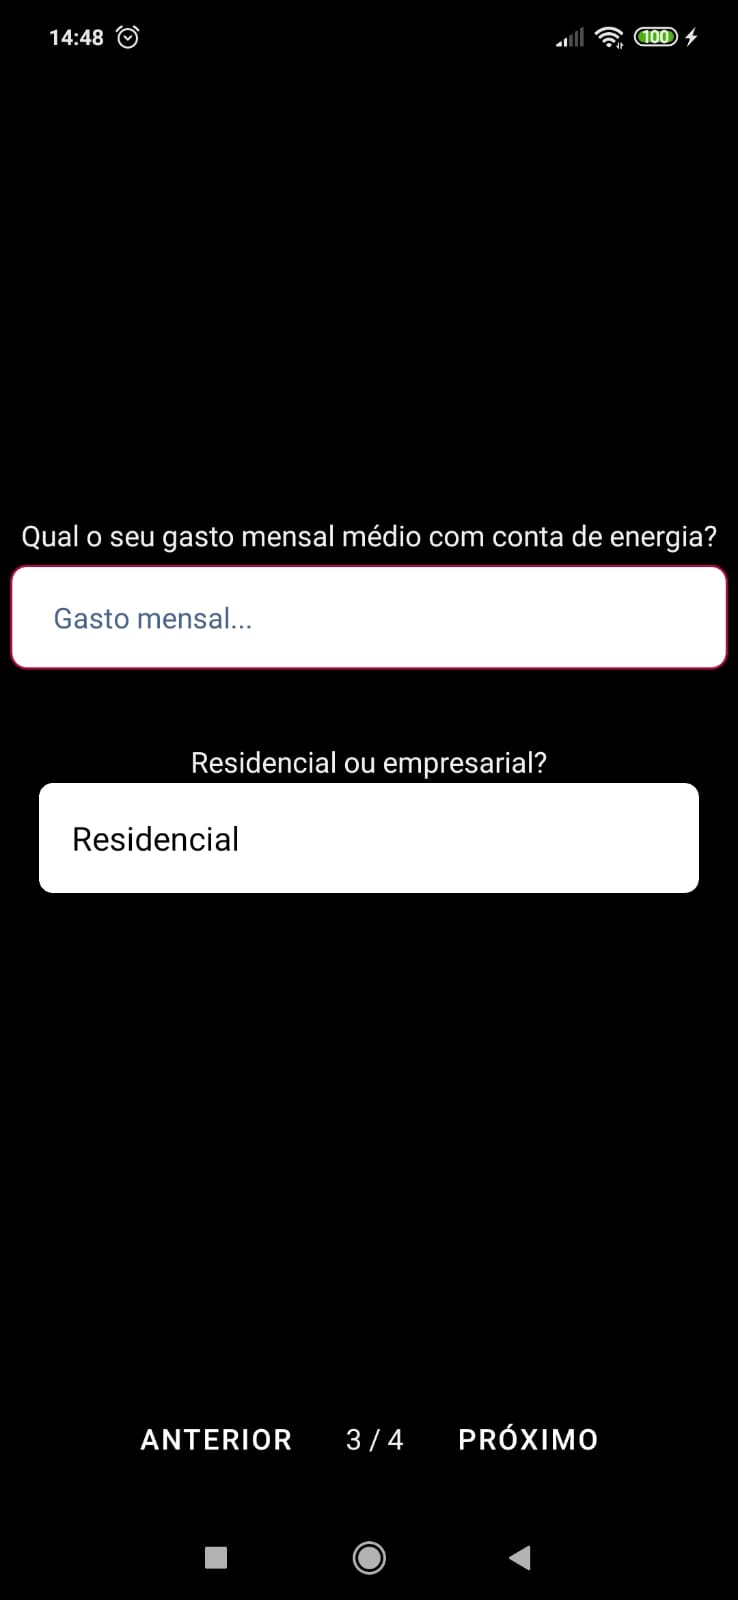 14:48
100
Qual o seu gasto mensal médio com conta de energia?
Gasto mensal...
Residencial ou empresarial?
Residencial
ANTERIOR 3 / 4 PRÓXIMO